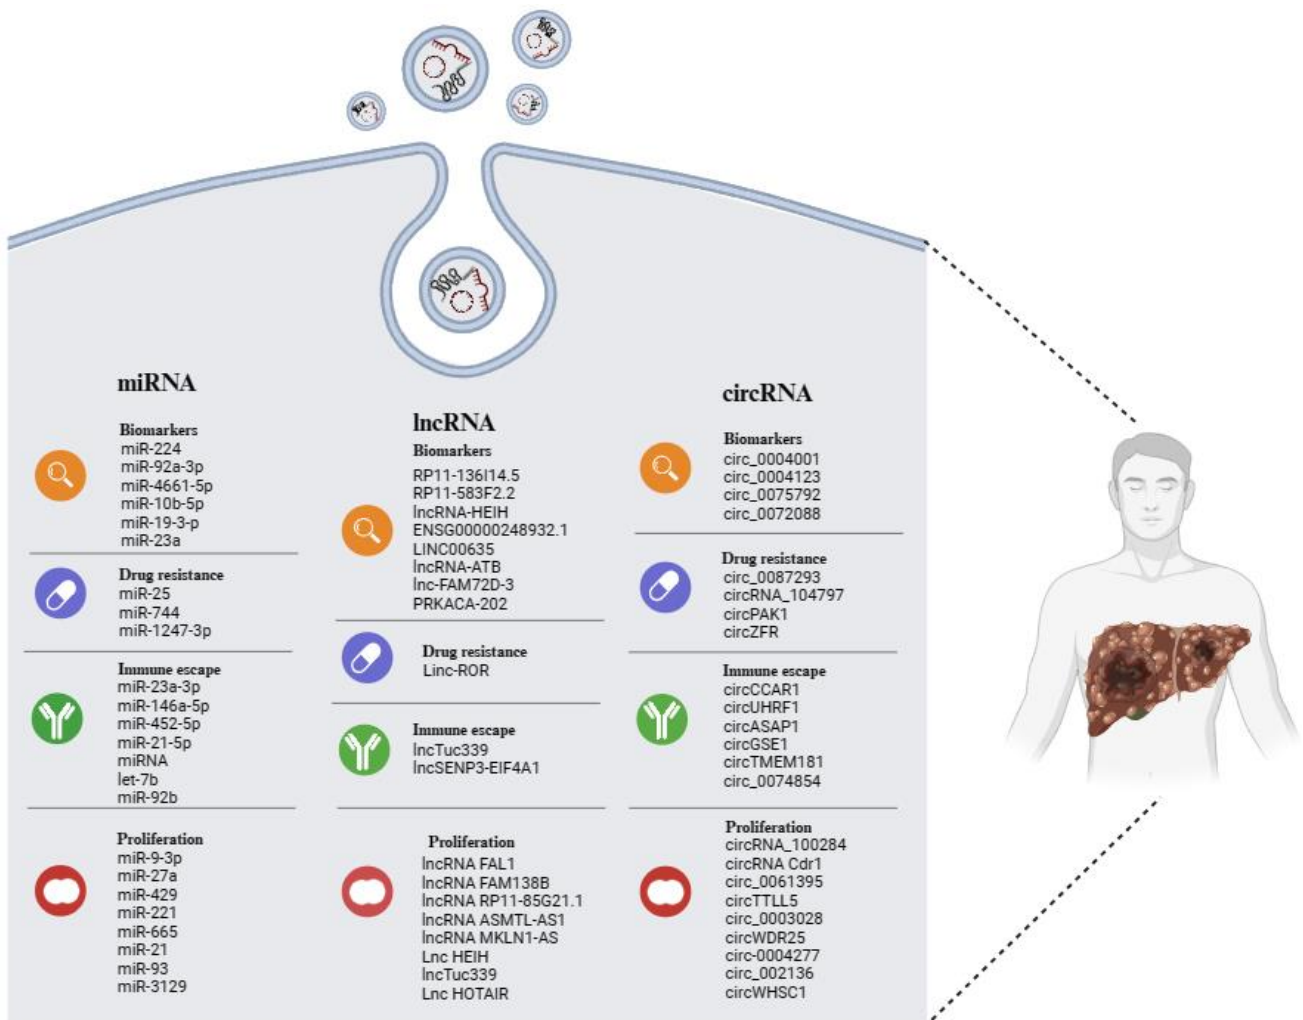 miRNA
Biomarkers
miR-224
miR-92a-3p
miR-4661-5p
miR-10b-5p
miR-19-3-p
miR-23a
Drug resistance
miR-25
miR-744
miR-1247-3p
Immune escape
miR-23a-3p
miR-146a-5p
miR-452-5p
miR-21-5p
miRNA
let-7b
miR-92b
Proliferation
miR-9-3p
miR-27a
miR-429
miR-221
miR-665
miR-21
miR-93
miR-3129
lncRNA
Biomarkers
RP11-136I14.5
RP11-583F2.2
lncRNA-HEIH
ENSG00000248932.1
LINC00635
lncRNA-ATB
lnc-FAM72D-3
PRKACA-202
Drug resistance
Linc-ROR
Immune escape
lncTuc339
lncSENP3-EIF4A1
Proliferation
lncRNA FAL1
lncRNA FAM138B
lncRNA RP11-85G21.1
lncRNA ASMTL-AS1
lncRNA MKLN1-AS
Lnc HEIH
lncTuc339
Lnc HOTAIR
circRNA
Biomarkers
circ_0004001
circ_0004123
circ_0075792
circ_0072088
Drug resistance
circ_0087293
circRNA_104797
circPAK1
circZFR
Immune escape
circCCAR1
circUHRF1
circASAP1
circGSE1
circTMEM181
circ_0074854
Proliferation
circRNA_100284
circRNA Cdr1
circ_0061395
circTTLL5
circ_0003028
circWDR25
circ-0004277
circ_002136
circWHSC1